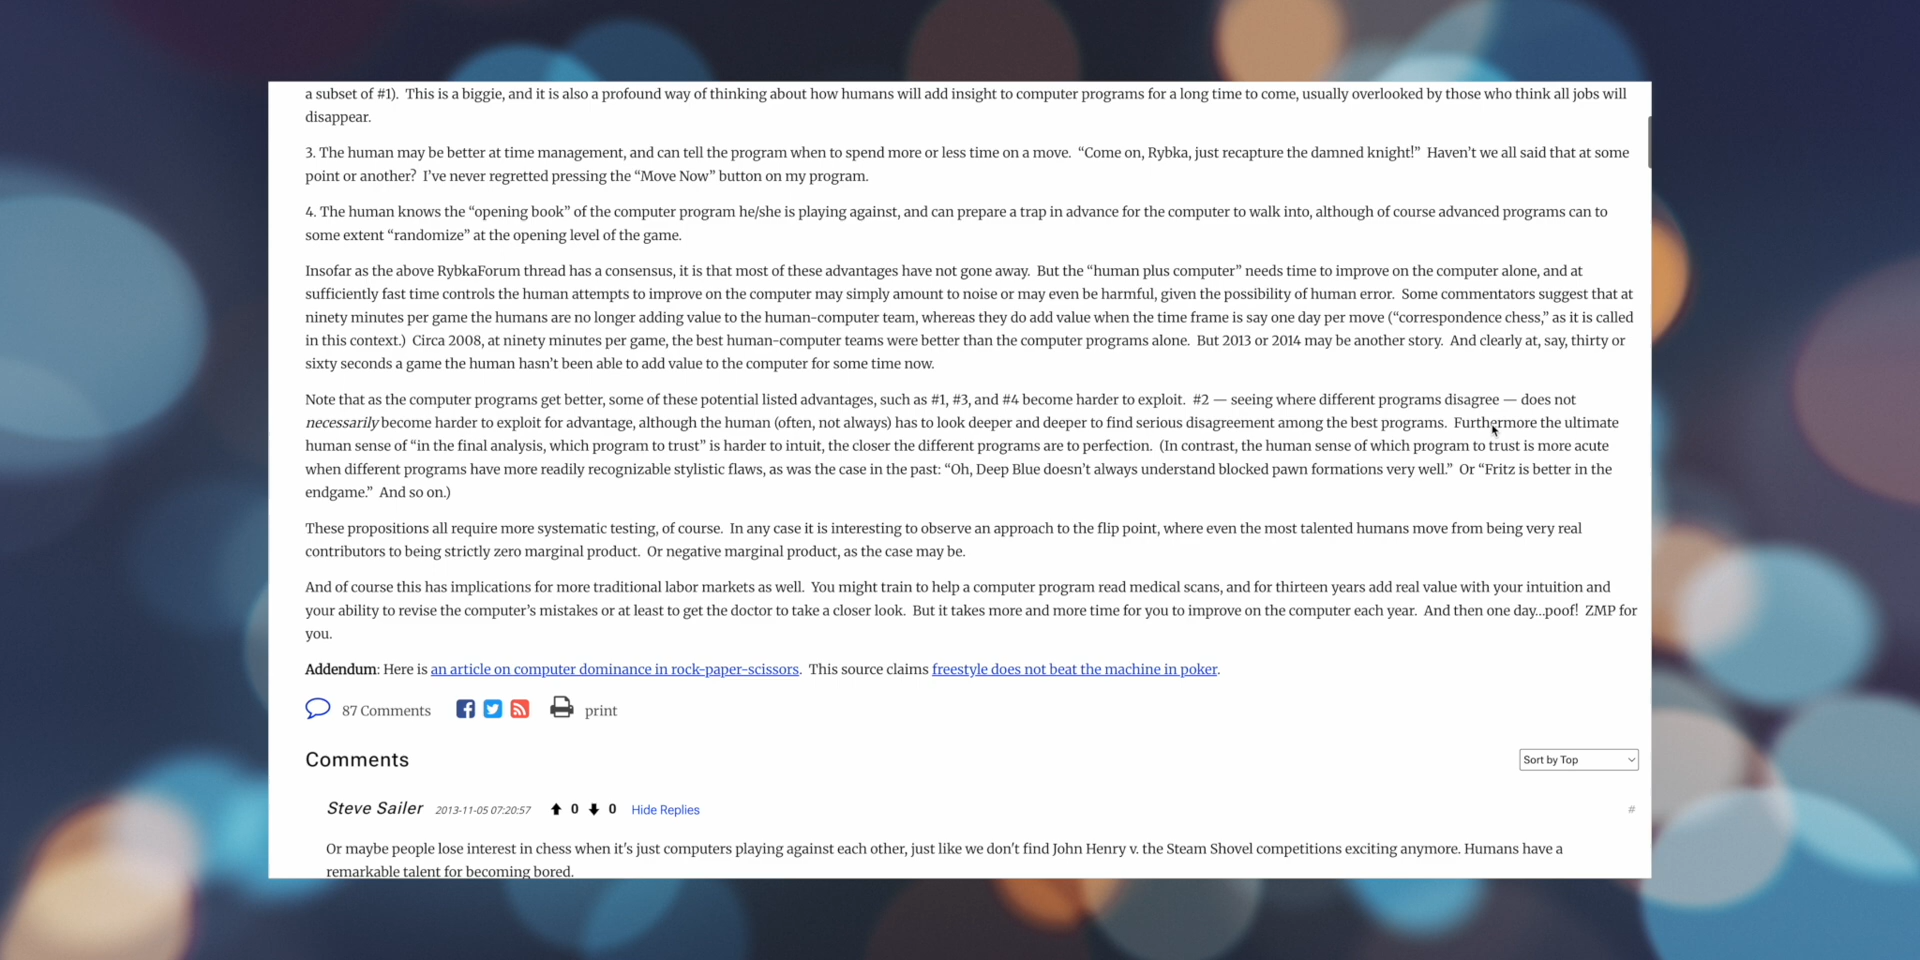 a subset of #1).  This is a biggie, and it is also a profound way of thinking about how humans will add insight to computer programs for a long time to come, usually overlooked by those who think all jobs will
disappear.
3. The human may be better at time management, and can tell the program when to spend more or less time on a move.  “Come on, Rybka, just recapture the damned knight!”  Haven’t we all said that at some
point or another?  I’ve never regretted pressing the “Move Now” button on my program.
4. The human knows the “opening book” of the computer program he/she is playing against, and can prepare a trap in advance for the computer to walk into, although of course advanced programs can to
some extent “randomize” at the opening level of the game.
Insofar as the above RybkaForum thread has a consensus, it is that most of these advantages have not gone away.  But the “human plus computer” needs time to improve on the computer alone, and at
sufficiently fast time controls the human attempts to improve on the computer may simply amount to noise or may even be harmful, given the possibility of human error.  Some commentators suggest that at
ninety minutes per game the humans are no longer adding value to the human-computer team, whereas they do add value when the time frame is say one day per move (“correspondence chess,” as it is called
in this context.)  Circa 2008, at ninety minutes per game, the best human-computer teams were better than the computer programs alone.  But 2013 or 2014 may be another story.  And clearly at, say, thirty or
sixty seconds a game the human hasn’t been able to add value to the computer for some time now.
Note that as the computer programs get better, some of these potential listed advantages, such as #1, #3, and #4 become harder to exploit.  #2 — seeing where different programs disagree — does not
necessarily become harder to exploit for advantage, although the human (often, not always) has to look deeper and deeper to find serious disagreement among the best programs.  Furthermore the ultimate
human sense of “in the final analysis, which program to trust” is harder to intuit, the closer the different programs are to perfection.  (In contrast, the human sense of which program to trust is more acute
when different programs have more readily recognizable stylistic flaws, as was the case in the past: “Oh, Deep Blue doesn’t always understand blocked pawn formations very well.”  Or “Fritz is better in the
endgame.”  And so on.)
These propositions all require more systematic testing, of course.  In any case it is interesting to observe an approach to the flip point, where even the most talented humans move from being very real
contributors to being strictly zero marginal product.  Or negative marginal product, as the case may be.
And of course this has implications for more traditional labor markets as well.  You might train to help a computer program read medical scans, and for thirteen years add real value with your intuition and
your ability to revise the computer’s mistakes or at least to get the doctor to take a closer look.  But it takes more and more time for you to improve on the computer each year.  And then one day…poof!  ZMP for
you.
Addendum: Here is an article on computer dominance in rock-paper-scissors.  This source claims freestyle does not beat the machine in poker.
87 Comments print
Comments Sort by Top
Steve Sailer 2013-11-05 07:20:57 0 0 Hide Replies #
Or maybe people lose interest in chess when it's just computers playing against each other, just like we don't find John Henry v. the Steam Shovel competitions exciting anymore. Humans have a
remarkable talent for becoming bored.